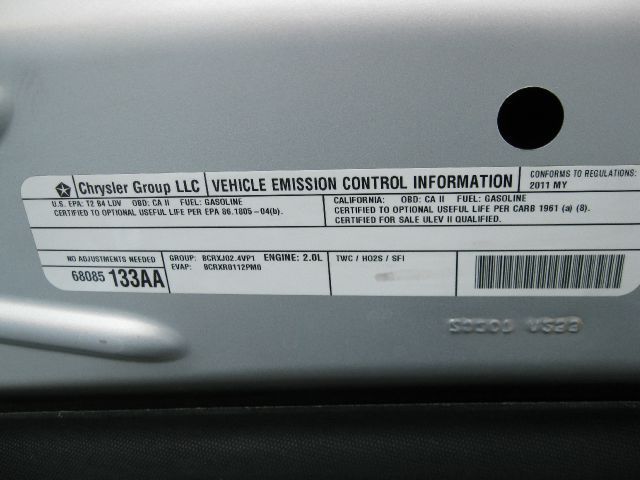 Chrysler Group LLC VEHICLE EMISSION CONTROL INFORMATION
CONFORMS TO REGULATIONS:
2011 MY
U.S. EPA: T2 B4 LDV OBD: CA II FUEL: GASOLINE
CERTIFIED TO OPTIONAL USEFUL LIFE PER EPA 86.1805-04(b).
CALIFORNIA: OBD: CA II FUEL: GASOLINE
CERTIFIED TO OPTIONAL USEFUL LIFE PER CARB 1961 (a) (8).
CERTIFIED FOR SALE ULEV II QUALIFIED.
NO ADJUSTMENTS NEEDED
68085 133AA
GROUP: BCRXJ02.4VP1 ENGINE: 2.0L
EVAP: BCRXR0112PM0
TWC / HO2S / SFI